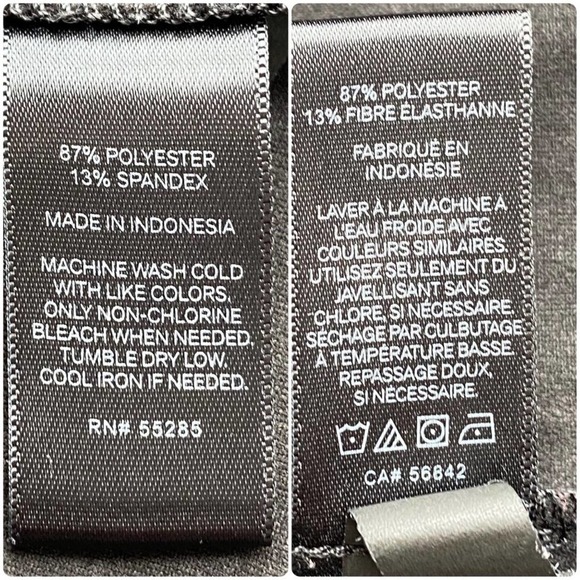 87% POLYESTER
13% SPANDEX
MADE IN INDONESIA
MACHINE WASH COLD
WITH LIKE COLORS.
ONLY NON-CHLORINE
BLEACH WHEN NEEDED.
TUMBLE DRY LOW.
COOL IRON IF NEEDED.
RN# 55285
87% POLYESTER
13% FIBRE ÉLASTHANNE
FABRIQUÉ EN
INDONÉSIE
LAVER À LA MACHINE À
L'EAU FROIDE AVEC
COULEURS SIMILAIRES.
UTILISEZ SEULEMENT DU
JAVELLISANT SANS
CHLORE SI NÉCESSAIRE.
SÉCHAGE PAR CULBUTAGE
À TEMPÉRATURE BASSE.
REPASSAGE DOUX,
SI NÉCESSAIRE.
CA# 56842